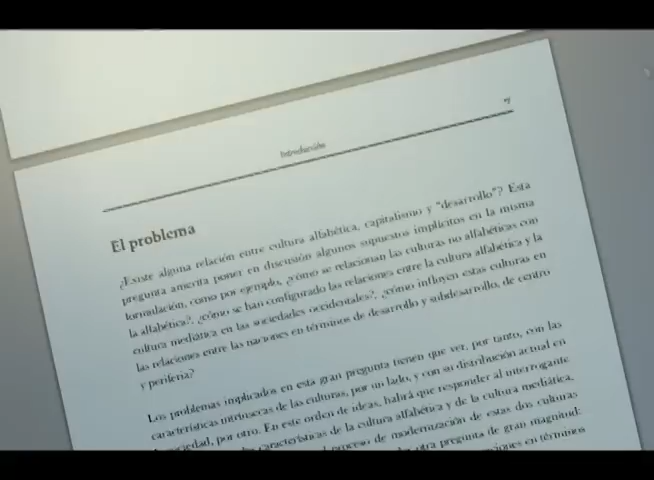 Introducción
El problema
¿Existe alguna relación entre cultura alfabética, capitalismo y "desarrollo"? Esta
pregunta amerita poner en discusión algunos supuestos implícitos en la misma
formulación, como por ejemplo, ¿cómo se relacionan las culturas no alfabéticas con
la alfabética?, ¿cómo se han configurado las relaciones entre la cultura alfabética y la
cultura mediática en las sociedades occidentales?, ¿cómo influyen estas culturas en
las relaciones entre las naciones en términos de desarrollo y subdesarrollo, de centro
y periferia?
Los problemas implicados en esta gran pregunta tienen que ver, por tanto, con las
características intrínsecas de las culturas, por un lado, y con su distribución actual en
sociedad, por otro. En este orden de ideas, habrá que responder al interrogante
características de la cultura alfabética y de la cultura mediática,
proceso de modernización de estas dos culturas
otra pregunta de gran magnitud:
en términos